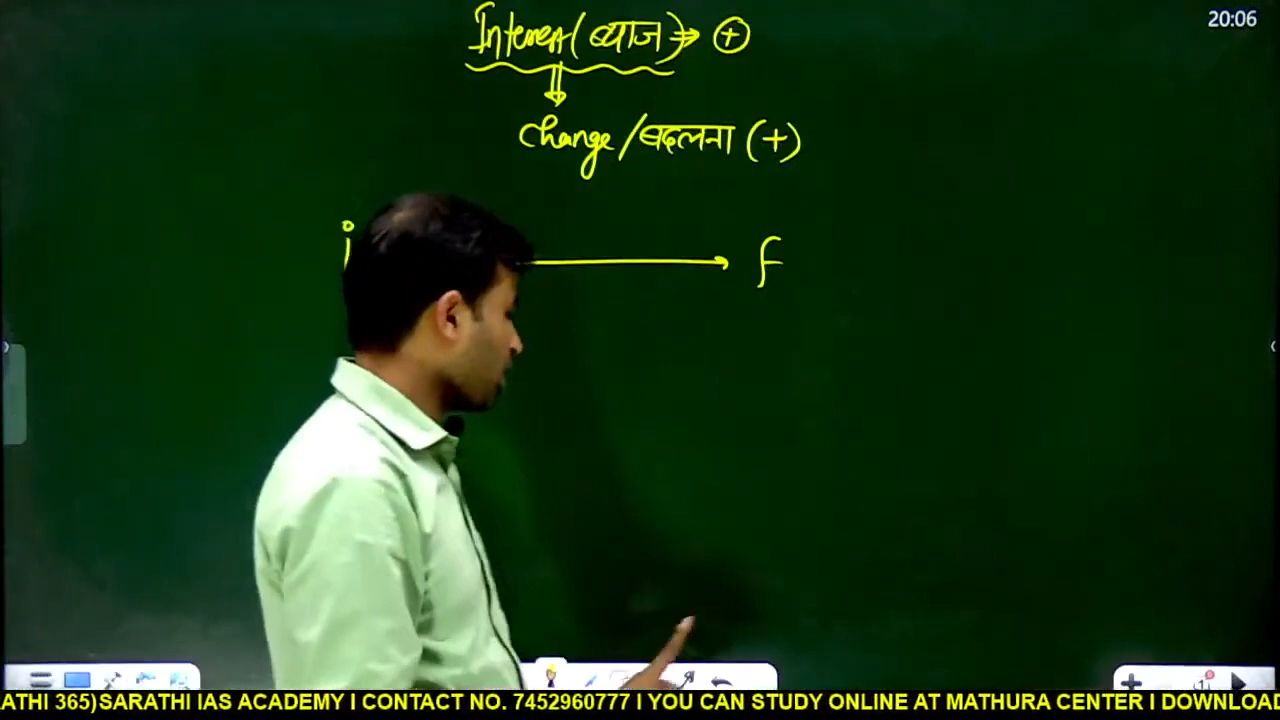 20:06
Interest (ब्याज) ⇒ ⊕
⇓
change/बदलना (+)
i → f
ATHI 365)SARATHI IAS ACADEMY I CONTACT NO. 7452960777 I YOU CAN STUDY ONLINE AT MATHURA CENTER I DOWNLOAD